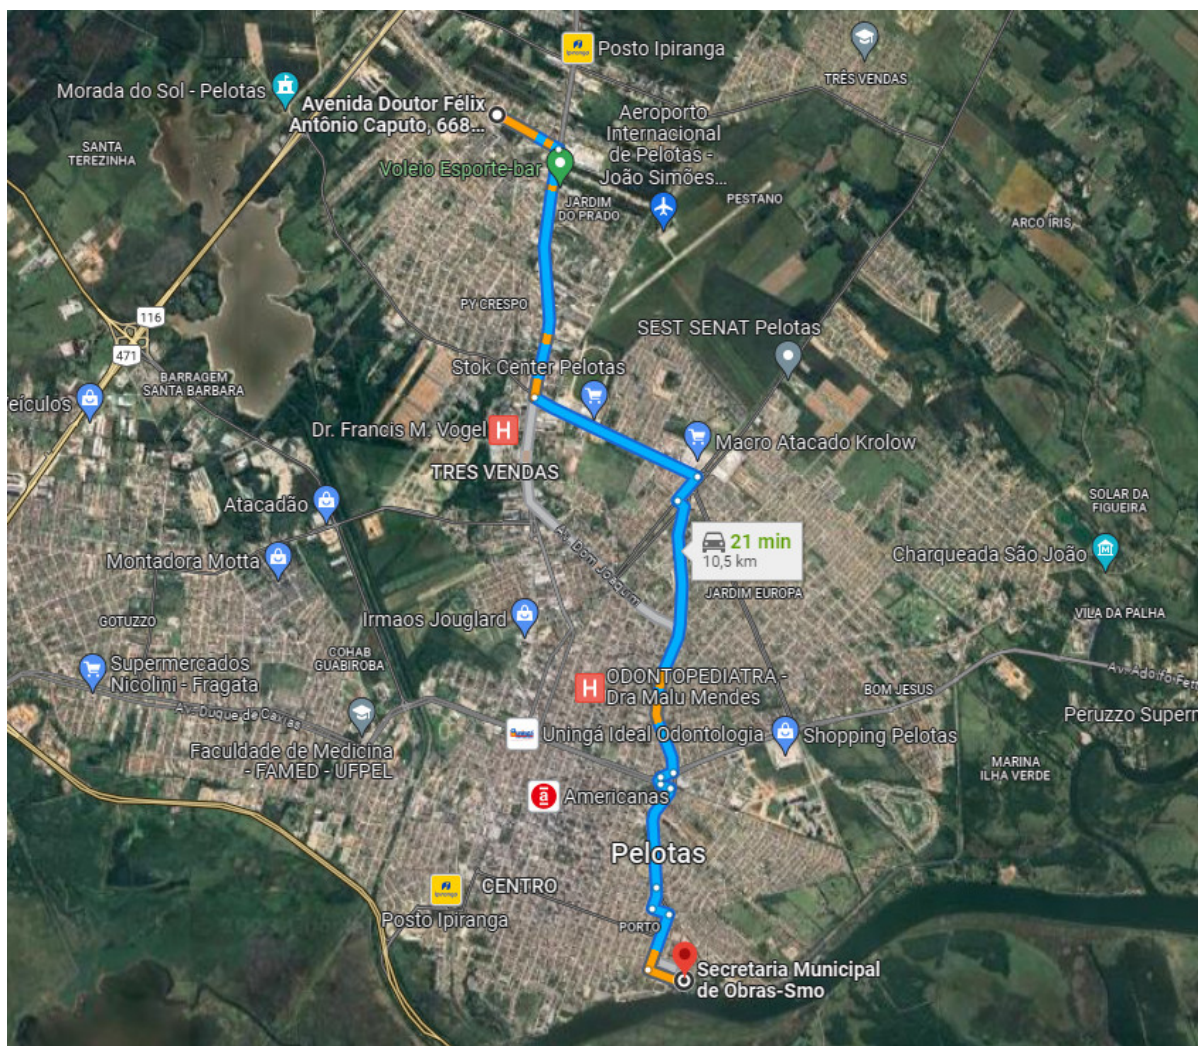 Posto Ipiranga
TRÊS VENDAS
Morada do Sol - Pelotas
Avenida Doutor Félix
Antônio Caputo, 668...
Aeroporto
Internacional
de Pelotas -
João Simões...
SANTA
TEREZINHA
Voleio Esporte-bar
JARDIM
DO PRADO
PESTANO
ARCO ÍRIS
PY CRESPO
116
SEST SENAT Pelotas
471
Stok Center Pelotas
BARRAGEM
SANTA BARBARA
eículos
Dr. Francis M. Vogel
H
Macro Atacado Krolow
TRES VENDAS
Atacadão
SOLAR DA
FIGUEIRA
Av. Dom Joaquim
21 min
10,5 km
Charqueada São João
Montadora Motta
JARDIM EUROPA
GOTUZZO
Irmaos Jouglard
VILA DA PALHA
COHAB
GUABIROBA
Supermercados
Nicolini - Fragata
H
ODONTOPEDIATRA -
Dra Malu Mendes
Av. Adolfo Fett
BOM JESUS
Av. Duque de Caxias
Peruzzo Superm
Faculdade de Medicina
- FAMED - UFPEL
Uningá Ideal Odontologia
Shopping Pelotas
MARINA
ILHA VERDE
Americanas
Pelotas
CENTRO
Posto Ipiranga
PORTO
Secretaria Municipal
de Obras-Smo